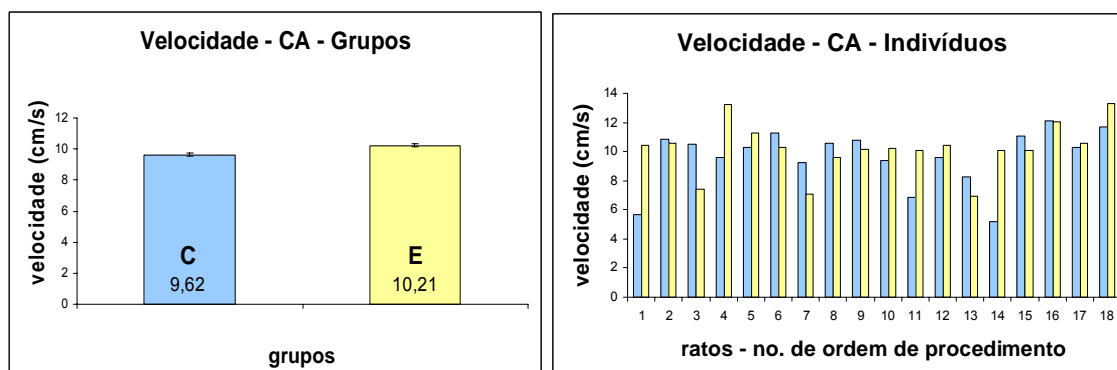 Velocidade - CA - Grupos
velocidade (cm/s)
12
10
8
6
4
2
0
C
9,62
E
10,21
grupos
Velocidade - CA - Indivíduos
velocidade (cm/s)
14
12
10
8
6
4
2
0
1 2 3 4 5 6 7 8 9 10 11 12 13 14 15 16 17 18
ratos - no. de ordem de procedimento